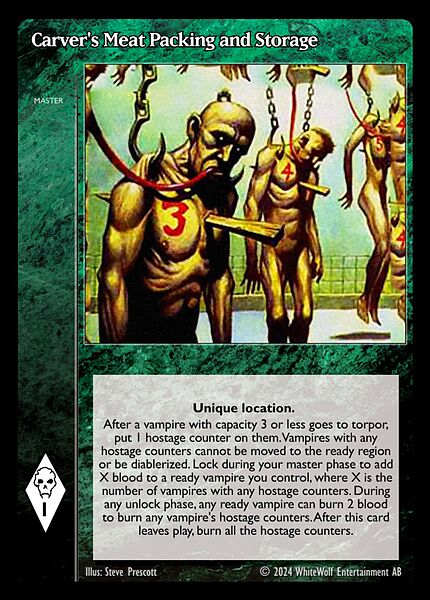 Carver's Meat Packing and Storage
MASTER
3
4
5
4
4
Unique location.
After a vampire with capacity 3 or less goes to torpor,
put 1 hostage counter on them. Vampires with any
hostage counters cannot be moved to the ready region
or be diablerized. Lock during your master phase to add
X blood to a ready vampire you control, where X is the
number of vampires with any hostage counters. During
any unlock phase, any ready vampire can burn 2 blood
to burn any vampire's hostage counters. After this card
leaves play, burn all the hostage counters.
1
Illus: Steve Prescott
© 2024 WhiteWolf Entertainment AB